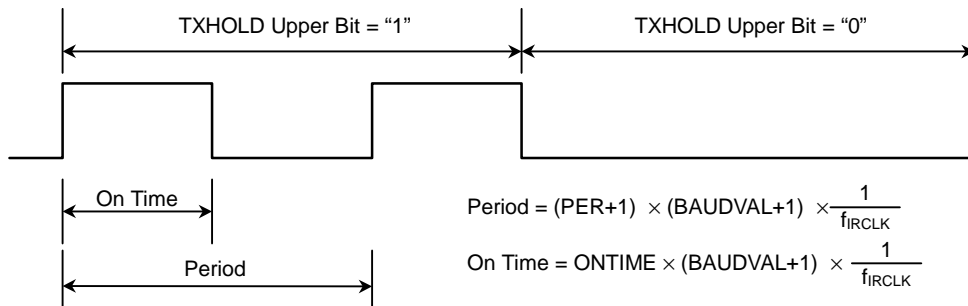 TXHOLD Upper Bit = “1”
TXHOLD Upper Bit = “0”
On Time
Period
Period = (PER+1) × (BAUDVAL+1) × 1/fIRCLK
On Time = ONTIME × (BAUDVAL+1) × 1/fIRCLK